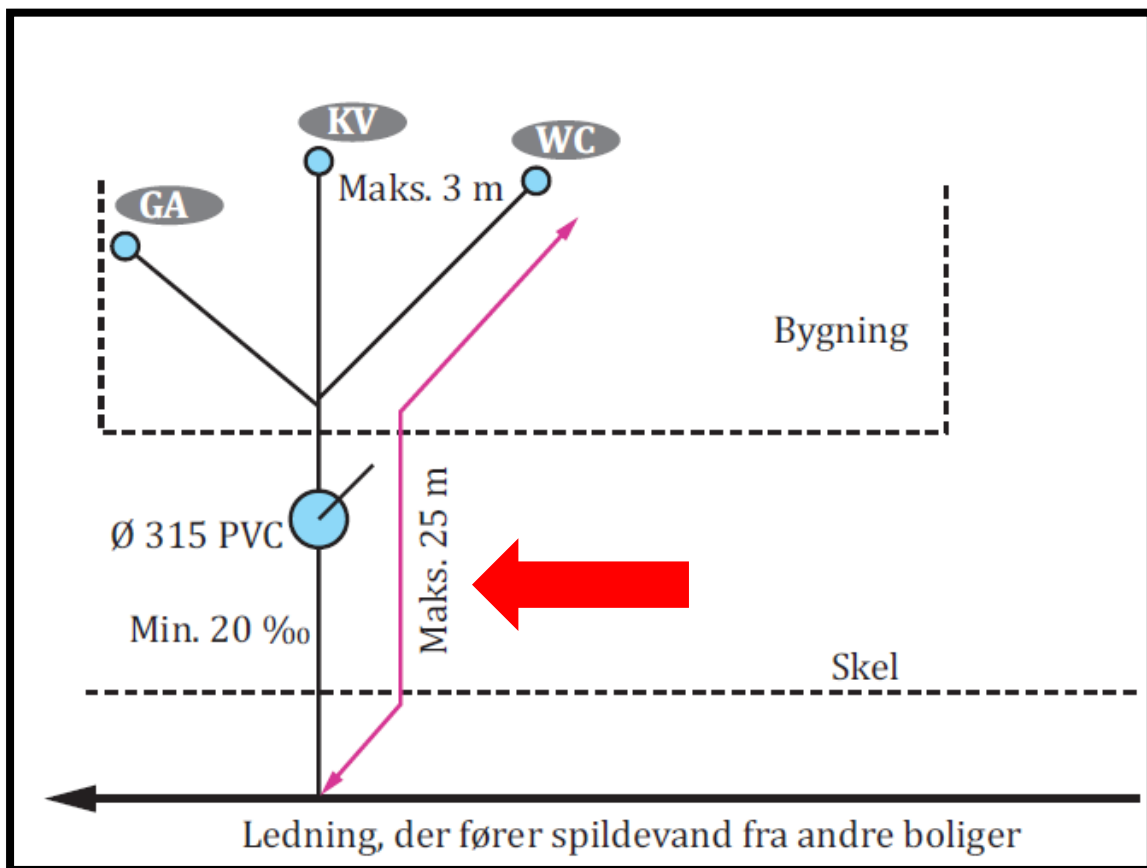 KV
WC
Maks. 3 m
GA
Bygning
Ø 315 PVC
Maks. 25 m
Min. 20 ‰
Skel
Ledning, der fører spildevand fra andre boliger